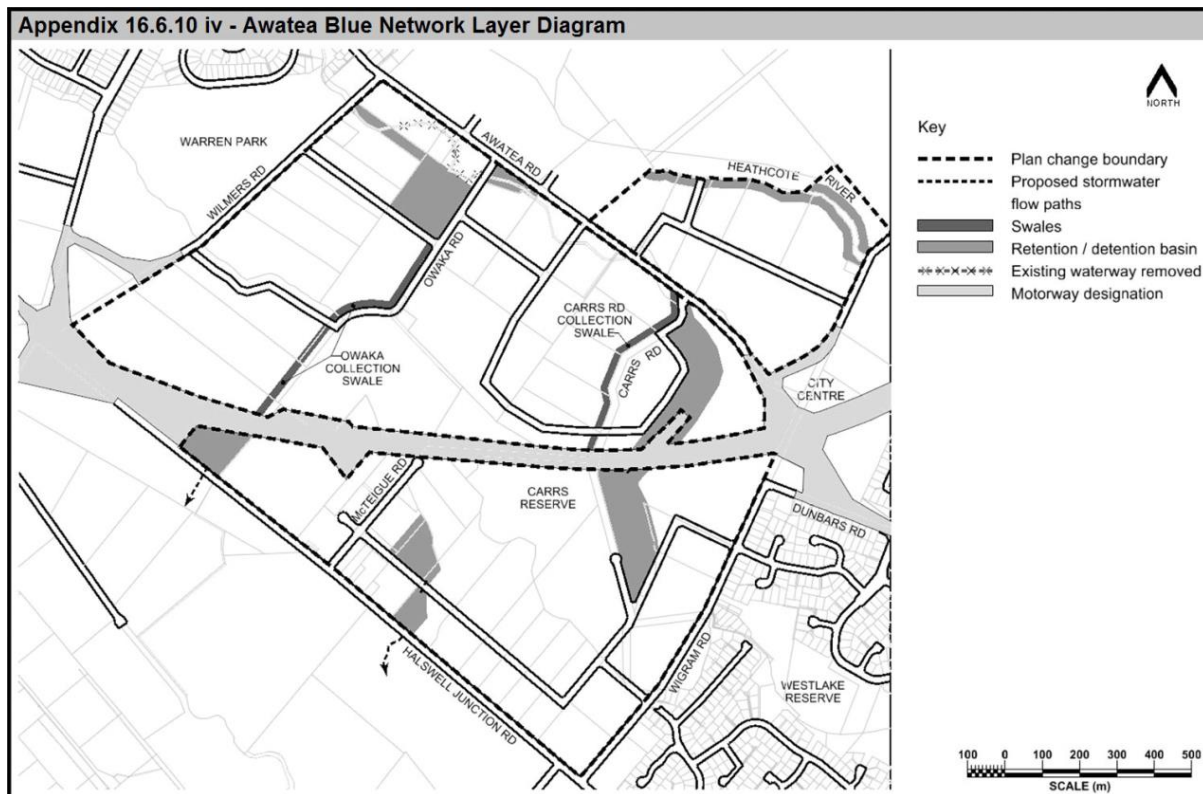 Appendix 16.6.10 iv - Awatea Blue Network Layer Diagram
NORTH
Key
Plan change boundary
Proposed stormwater
flow paths
Swales
Retention / detention basin
Existing waterway removed
Motorway designation
WARREN PARK
WILMERS RD
AWATEA RD
HEATHCOTE
RIVER
OWAKA RD
CARRS RD
COLLECTION
SWALE
CARRS
RD
OWAKA
COLLECTION
SWALE
CITY
CENTRE
McTEIGUE RD
CARRS
RESERVE
DUNBARS RD
HALSWELL JUNCTION RD
WIGRAM RD
WESTLAKE
RESERVE
100 0 100 200 300 400 500
SCALE (m)